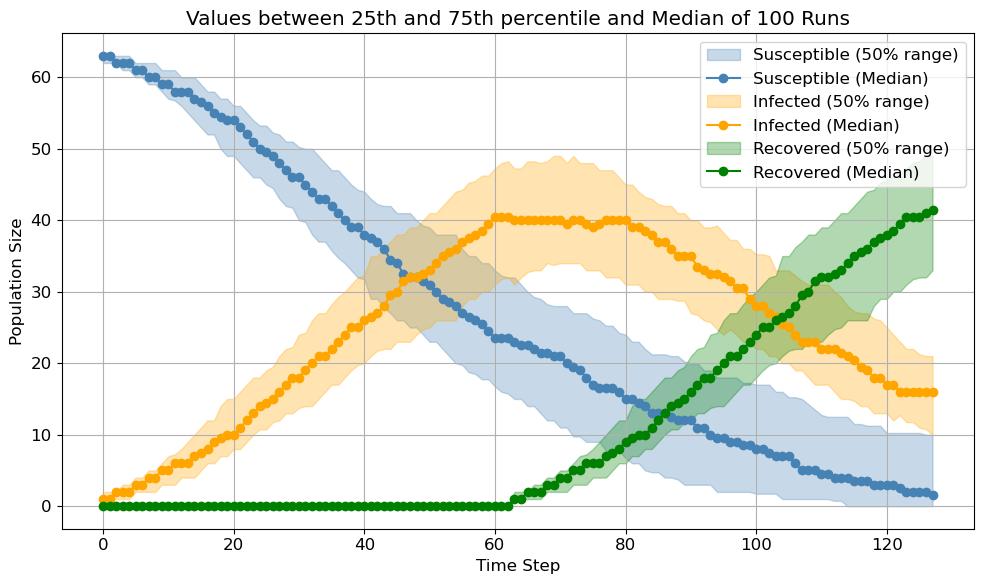 Values between 25th and 75th percentile and Median of 100 Runs
Susceptible (50% range)
Susceptible (Median)
Infected (50% range)
Infected (Median)
Recovered (50% range)
Recovered (Median)
Population Size
60
50
40
30
20
10
0
0 20 40 60 80 100 120
Time Step